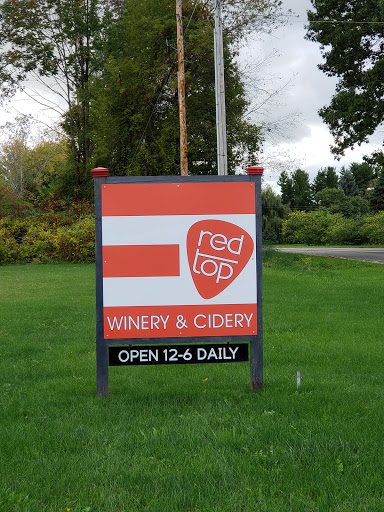 red
top
WINERY & CIDERY
OPEN 12-6 DAILY